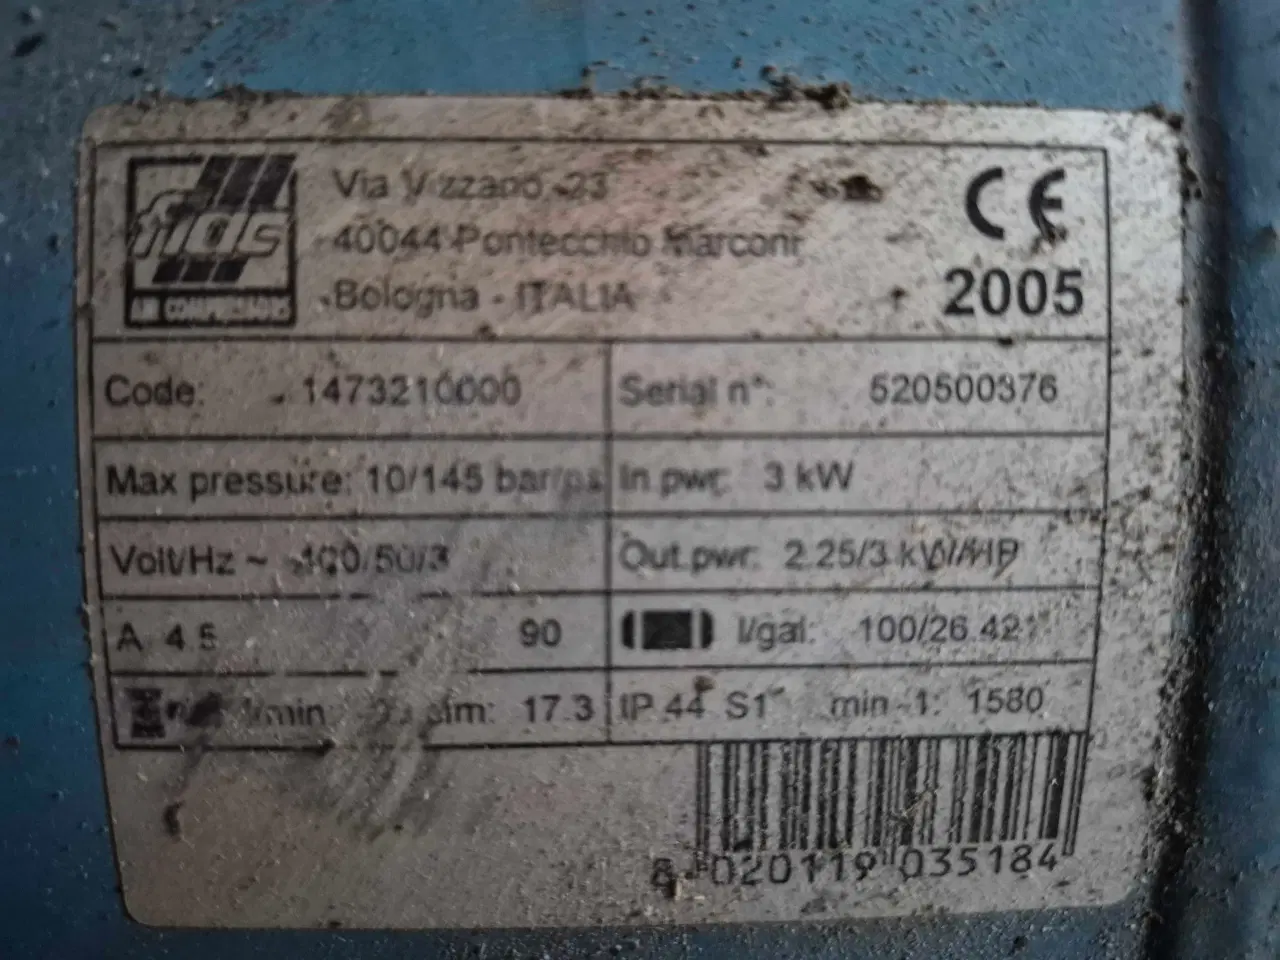 fiac
AIR COMPRESSORS
Via Vizzano 23
40044 Pontecchio Marconi
Bologna - ITALIA
CE
2005
Code: 1473210000
Serial n°: 520500376
Max pressure: 10/145 bar/psi
In pwr: 3 kW
Volt/Hz ~ 400/50/3
Out.pwr: 2.25/3 kW/HP
A 4.5 90
l/gal: 100/26.42
l/min cfm: 17.3
IP 44 S1 min -1: 1580
8 020119 035184